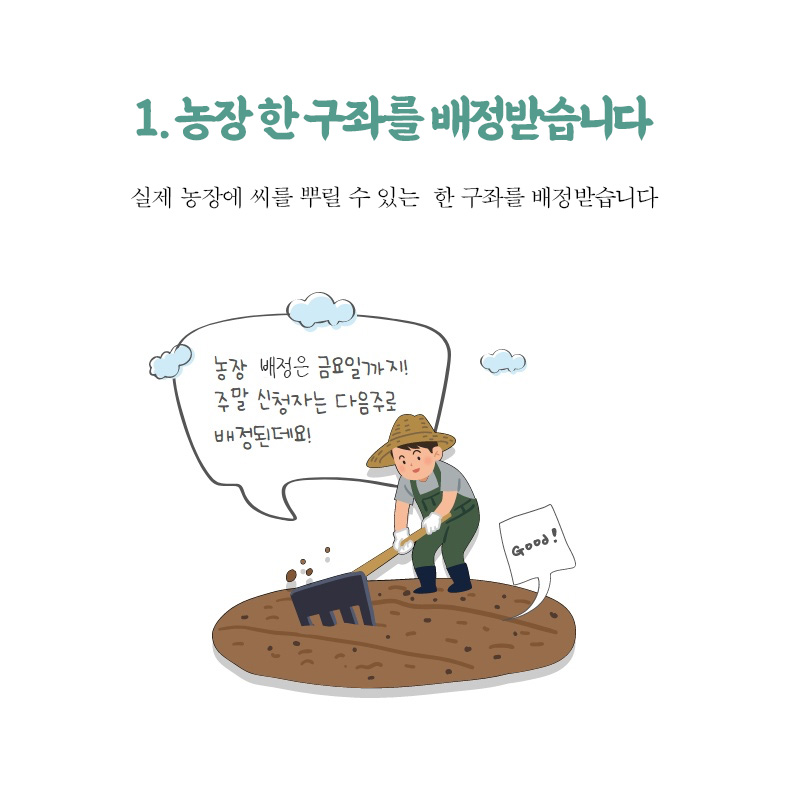 1. 농장 한 구좌를 배정받습니다
실제 농장에 씨를 뿌릴 수 있는 한 구좌를 배정받습니다
농장 배정은 금요일까지!
주말 신청자는 다음주로
배정된데요!
Good!